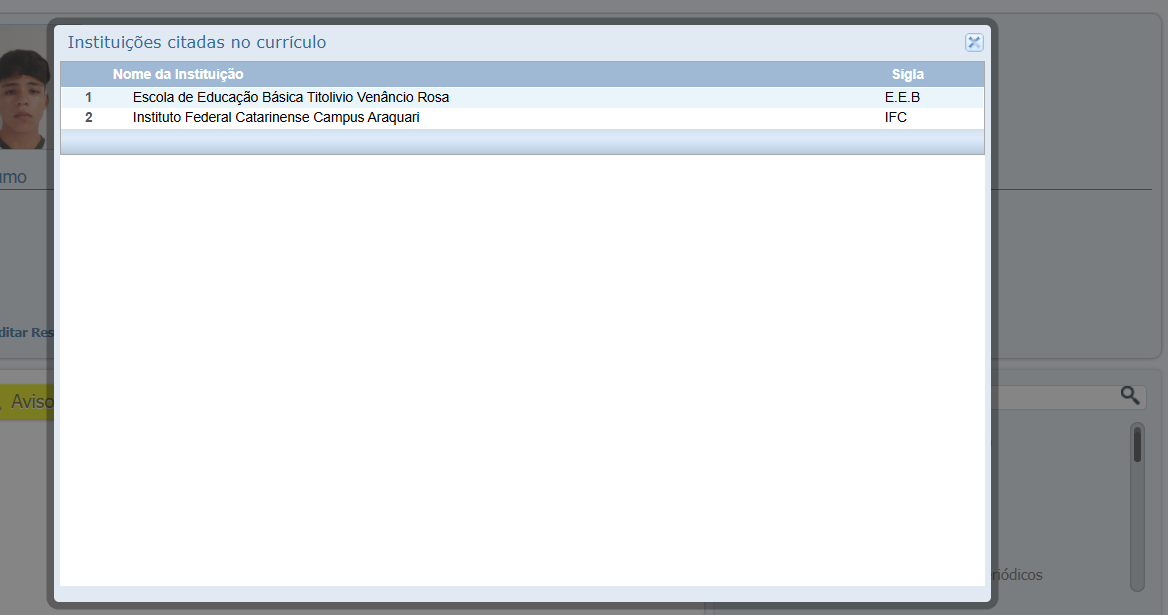 Instituições citadas no currículo
Nome da Instituição Sigla
1 Escola de Educação Básica Titolivio Venâncio Rosa E.E.B
2 Instituto Federal Catarinense Campus Araquari IFC
umo
ditar Res
Aviso
riódicos